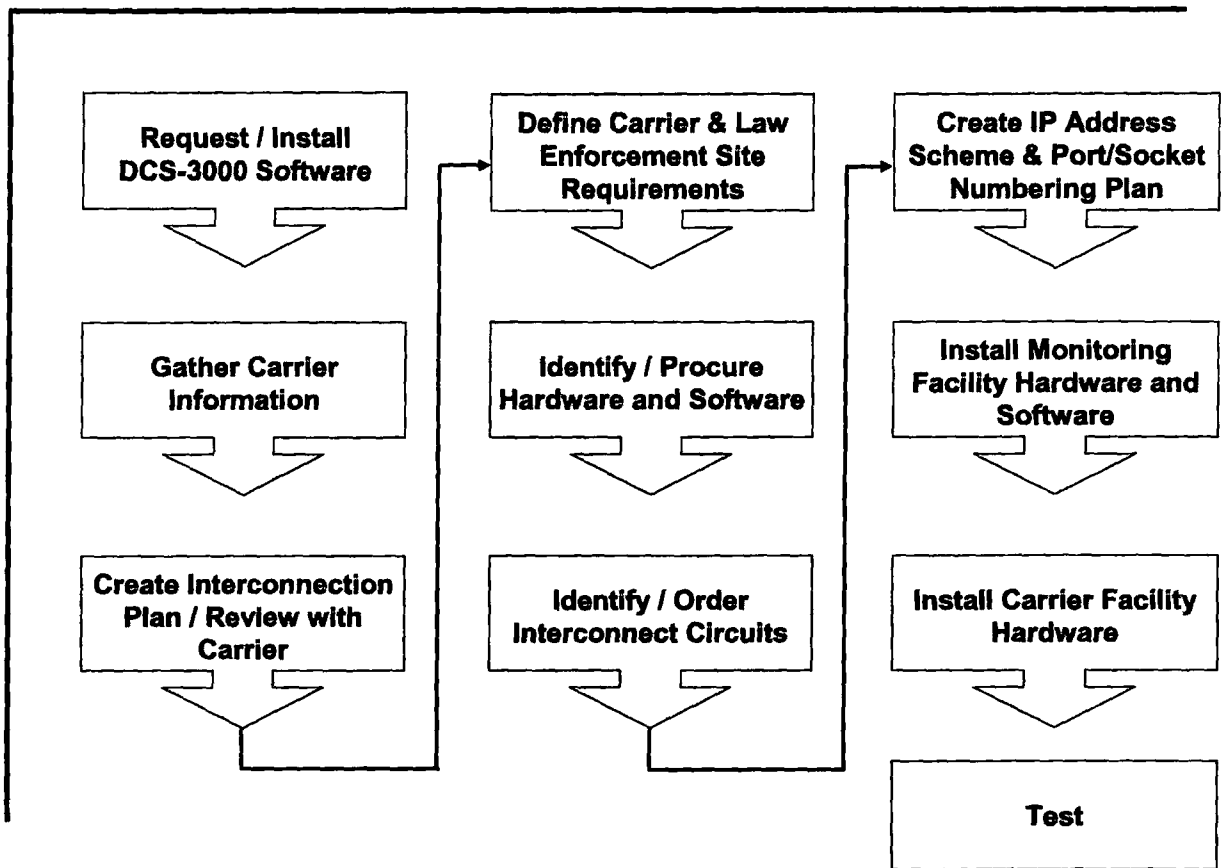 Request / Install
DCS-3000 Software
Gather Carrier
Information
Create Interconnection
Plan / Review with
Carrier
Define Carrier & Law
Enforcement Site
Requirements
Identify / Procure
Hardware and Software
Identify / Order
Interconnect Circuits
Create IP Address
Scheme & Port/Socket
Numbering Plan
Install Monitoring
Facility Hardware and
Software
Install Carrier Facility
Hardware
Test